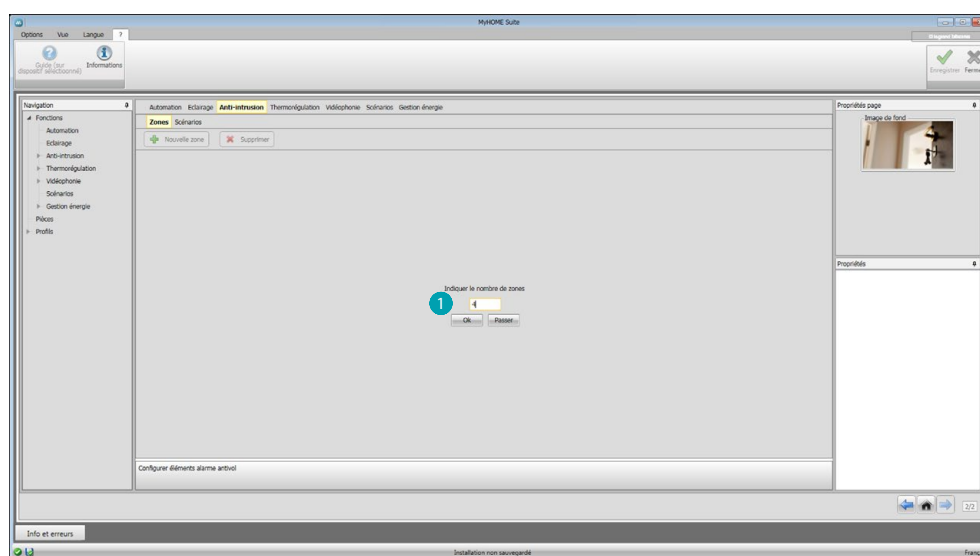 MyHOME Suite
Options Vue Langue ?
Guide (sur dispositif sélectionné)
Informations
Enregistrer Ferme
Navigation
Fonctions
Automation
Eclairage
Anti-intrusion
Thermorégulation
Vidéophonie
Scénarios
Gestion énergie
Pièces
Profils
Automation Eclairage Anti-intrusion Thermorégulation Vidéophonie Scénarios Gestion énergie
Zones Scénarios
Nouvelle zone Supprimer
Indiquer le nombre de zones
1
4
Ok Passer
Configurer éléments alarme antivol
Propriétés page
Image de fond
Propriétés
2/2
Info et erreurs
Installation non sauvegardé
França